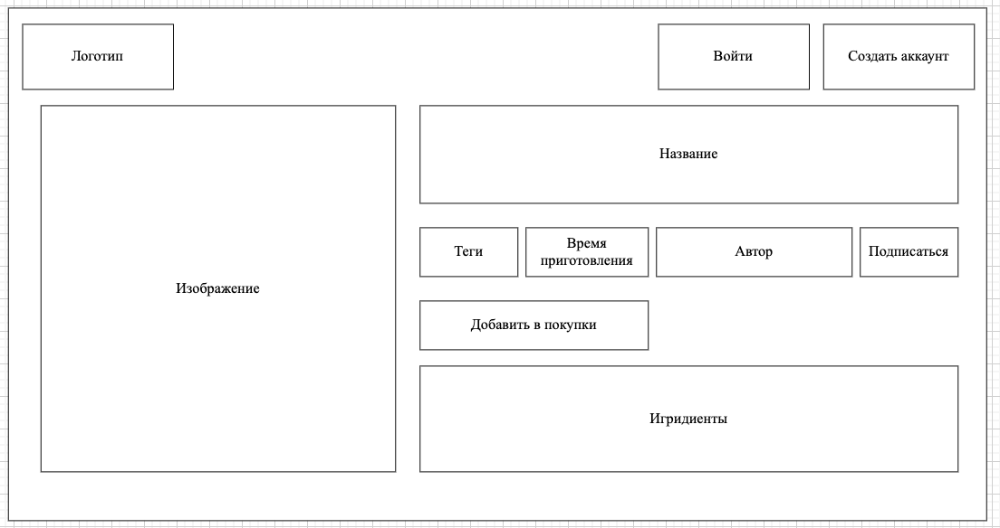 Логотип
Войти
Создать аккаунт
Изображение
Название
Теги
Время
приготовления
Автор
Подписаться
Добавить в покупки
Игридиенты